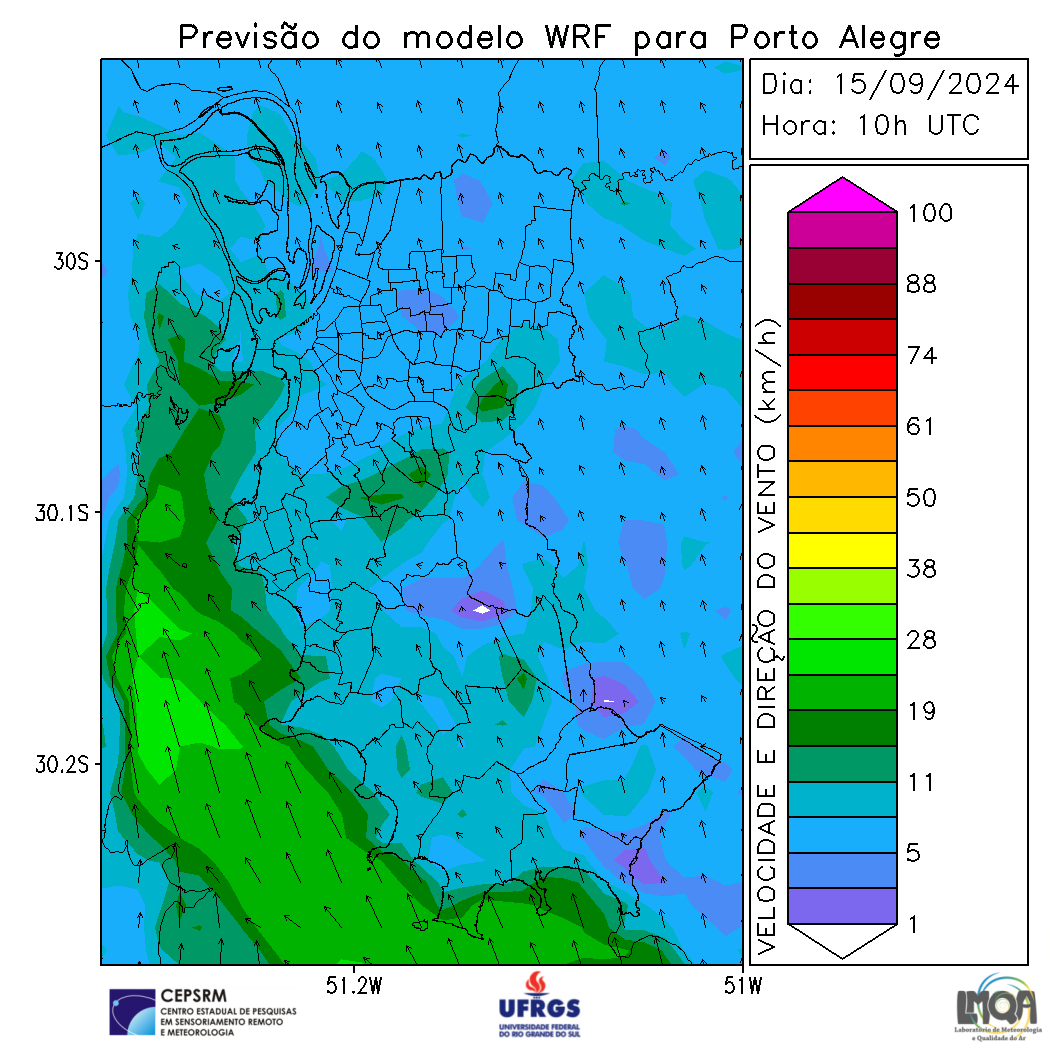 Previsão do modelo WRF para Porto Alegre
Dia: 15/09/2024
Hora: 10h UTC
30S
30.1S
30.2S
51.2W
51W
VELOCIDADE E DIREÇÃO DO VENTO (km/h)
100
88
74
61
50
38
28
19
11
5
1
CEPSRM
CENTRO ESTADUAL DE PESQUISAS
EM SENSORIAMENTO REMOTO
E METEOROLOGIA
UFRGS
UNIVERSIDADE FEDERAL
DO RIO GRANDE DO SUL
LMQA
Laboratório de Meteorologia
e Qualidade do Ar